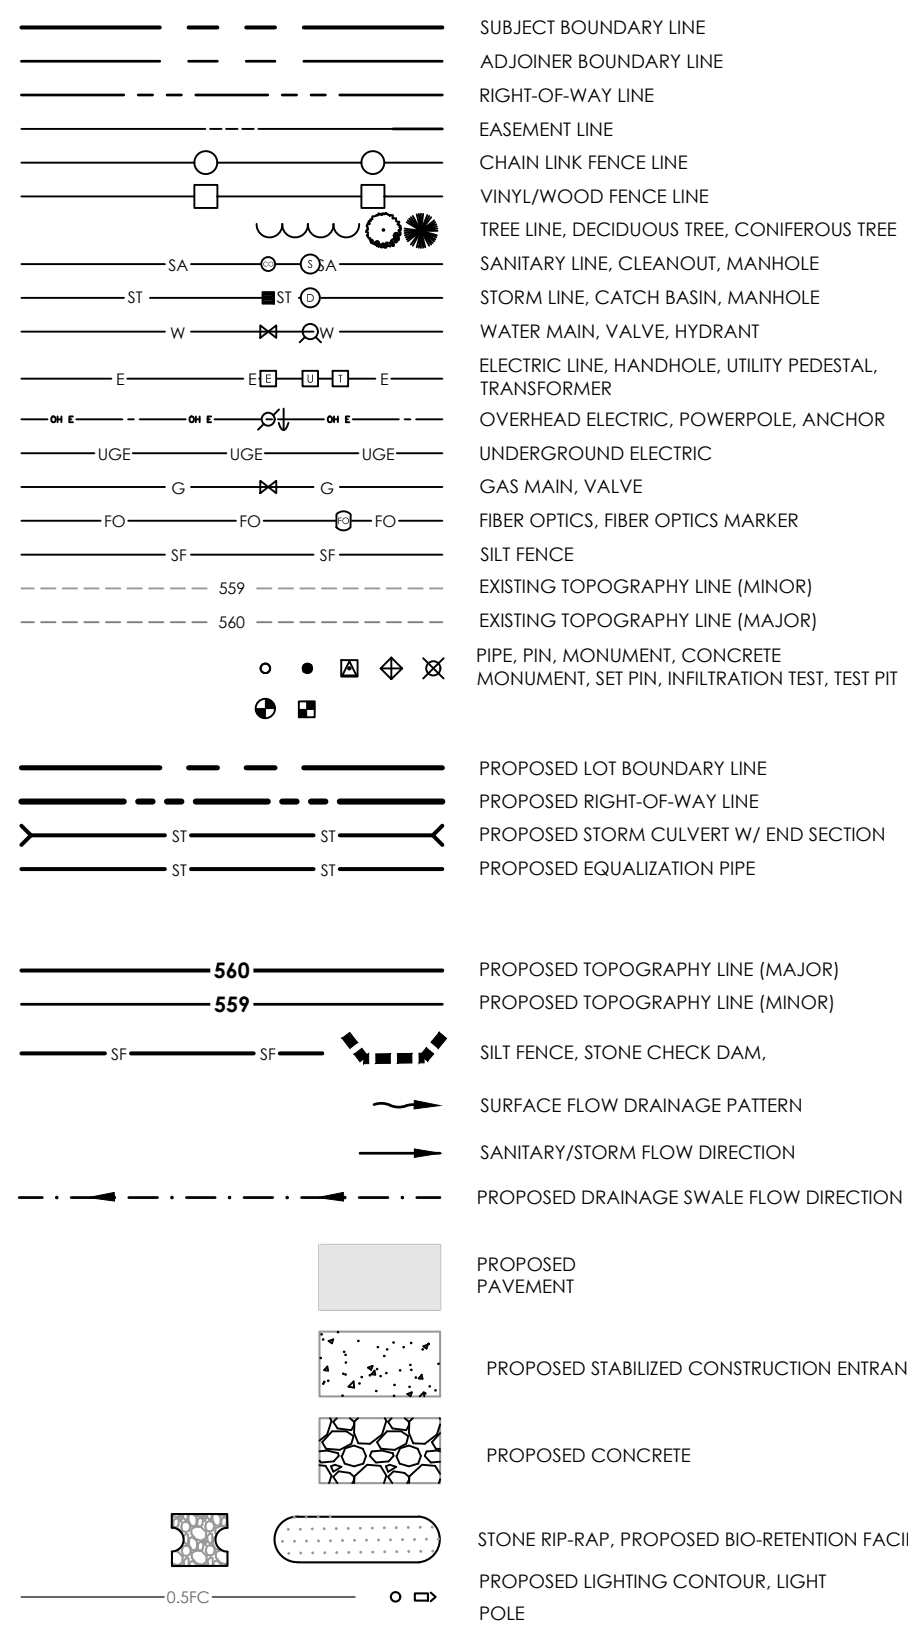 SUBJECT BOUNDARY LINE
ADJOINER BOUNDARY LINE
RIGHT-OF-WAY LINE
EASEMENT LINE
CHAIN LINK FENCE LINE
VINYL/WOOD FENCE LINE
TREE LINE, DECIDUOUS TREE, CONIFEROUS TREE
SA CO S SA SANITARY LINE, CLEANOUT, MANHOLE
ST ST D STORM LINE, CATCH BASIN, MANHOLE
W W WATER MAIN, VALVE, HYDRANT
E E E U T E ELECTRIC LINE, HANDHOLE, UTILITY PEDESTAL,
TRANSFORMER
OH E OH E OH E OVERHEAD ELECTRIC, POWERPOLE, ANCHOR
UGE UGE UGE UNDERGROUND ELECTRIC
G G GAS MAIN, VALVE
FO FO FO FO FIBER OPTICS, FIBER OPTICS MARKER
SF SF SILT FENCE
559 EXISTING TOPOGRAPHY LINE (MINOR)
560 EXISTING TOPOGRAPHY LINE (MAJOR)
PIPE, PIN, MONUMENT, CONCRETE
MONUMENT, SET PIN, INFILTRATION TEST, TEST PIT
PROPOSED LOT BOUNDARY LINE
PROPOSED RIGHT-OF-WAY LINE
ST ST PROPOSED STORM CULVERT W/ END SECTION
ST ST PROPOSED EQUALIZATION PIPE
560 PROPOSED TOPOGRAPHY LINE (MAJOR)
559 PROPOSED TOPOGRAPHY LINE (MINOR)
SF SF SILT FENCE, STONE CHECK DAM,
SURFACE FLOW DRAINAGE PATTERN
SANITARY/STORM FLOW DIRECTION
PROPOSED DRAINAGE SWALE FLOW DIRECTION
PROPOSED
PAVEMENT
PROPOSED STABILIZED CONSTRUCTION ENTRAN
PROPOSED CONCRETE
STONE RIP-RAP, PROPOSED BIO-RETENTION FACI
0.5FC PROPOSED LIGHTING CONTOUR, LIGHT
POLE